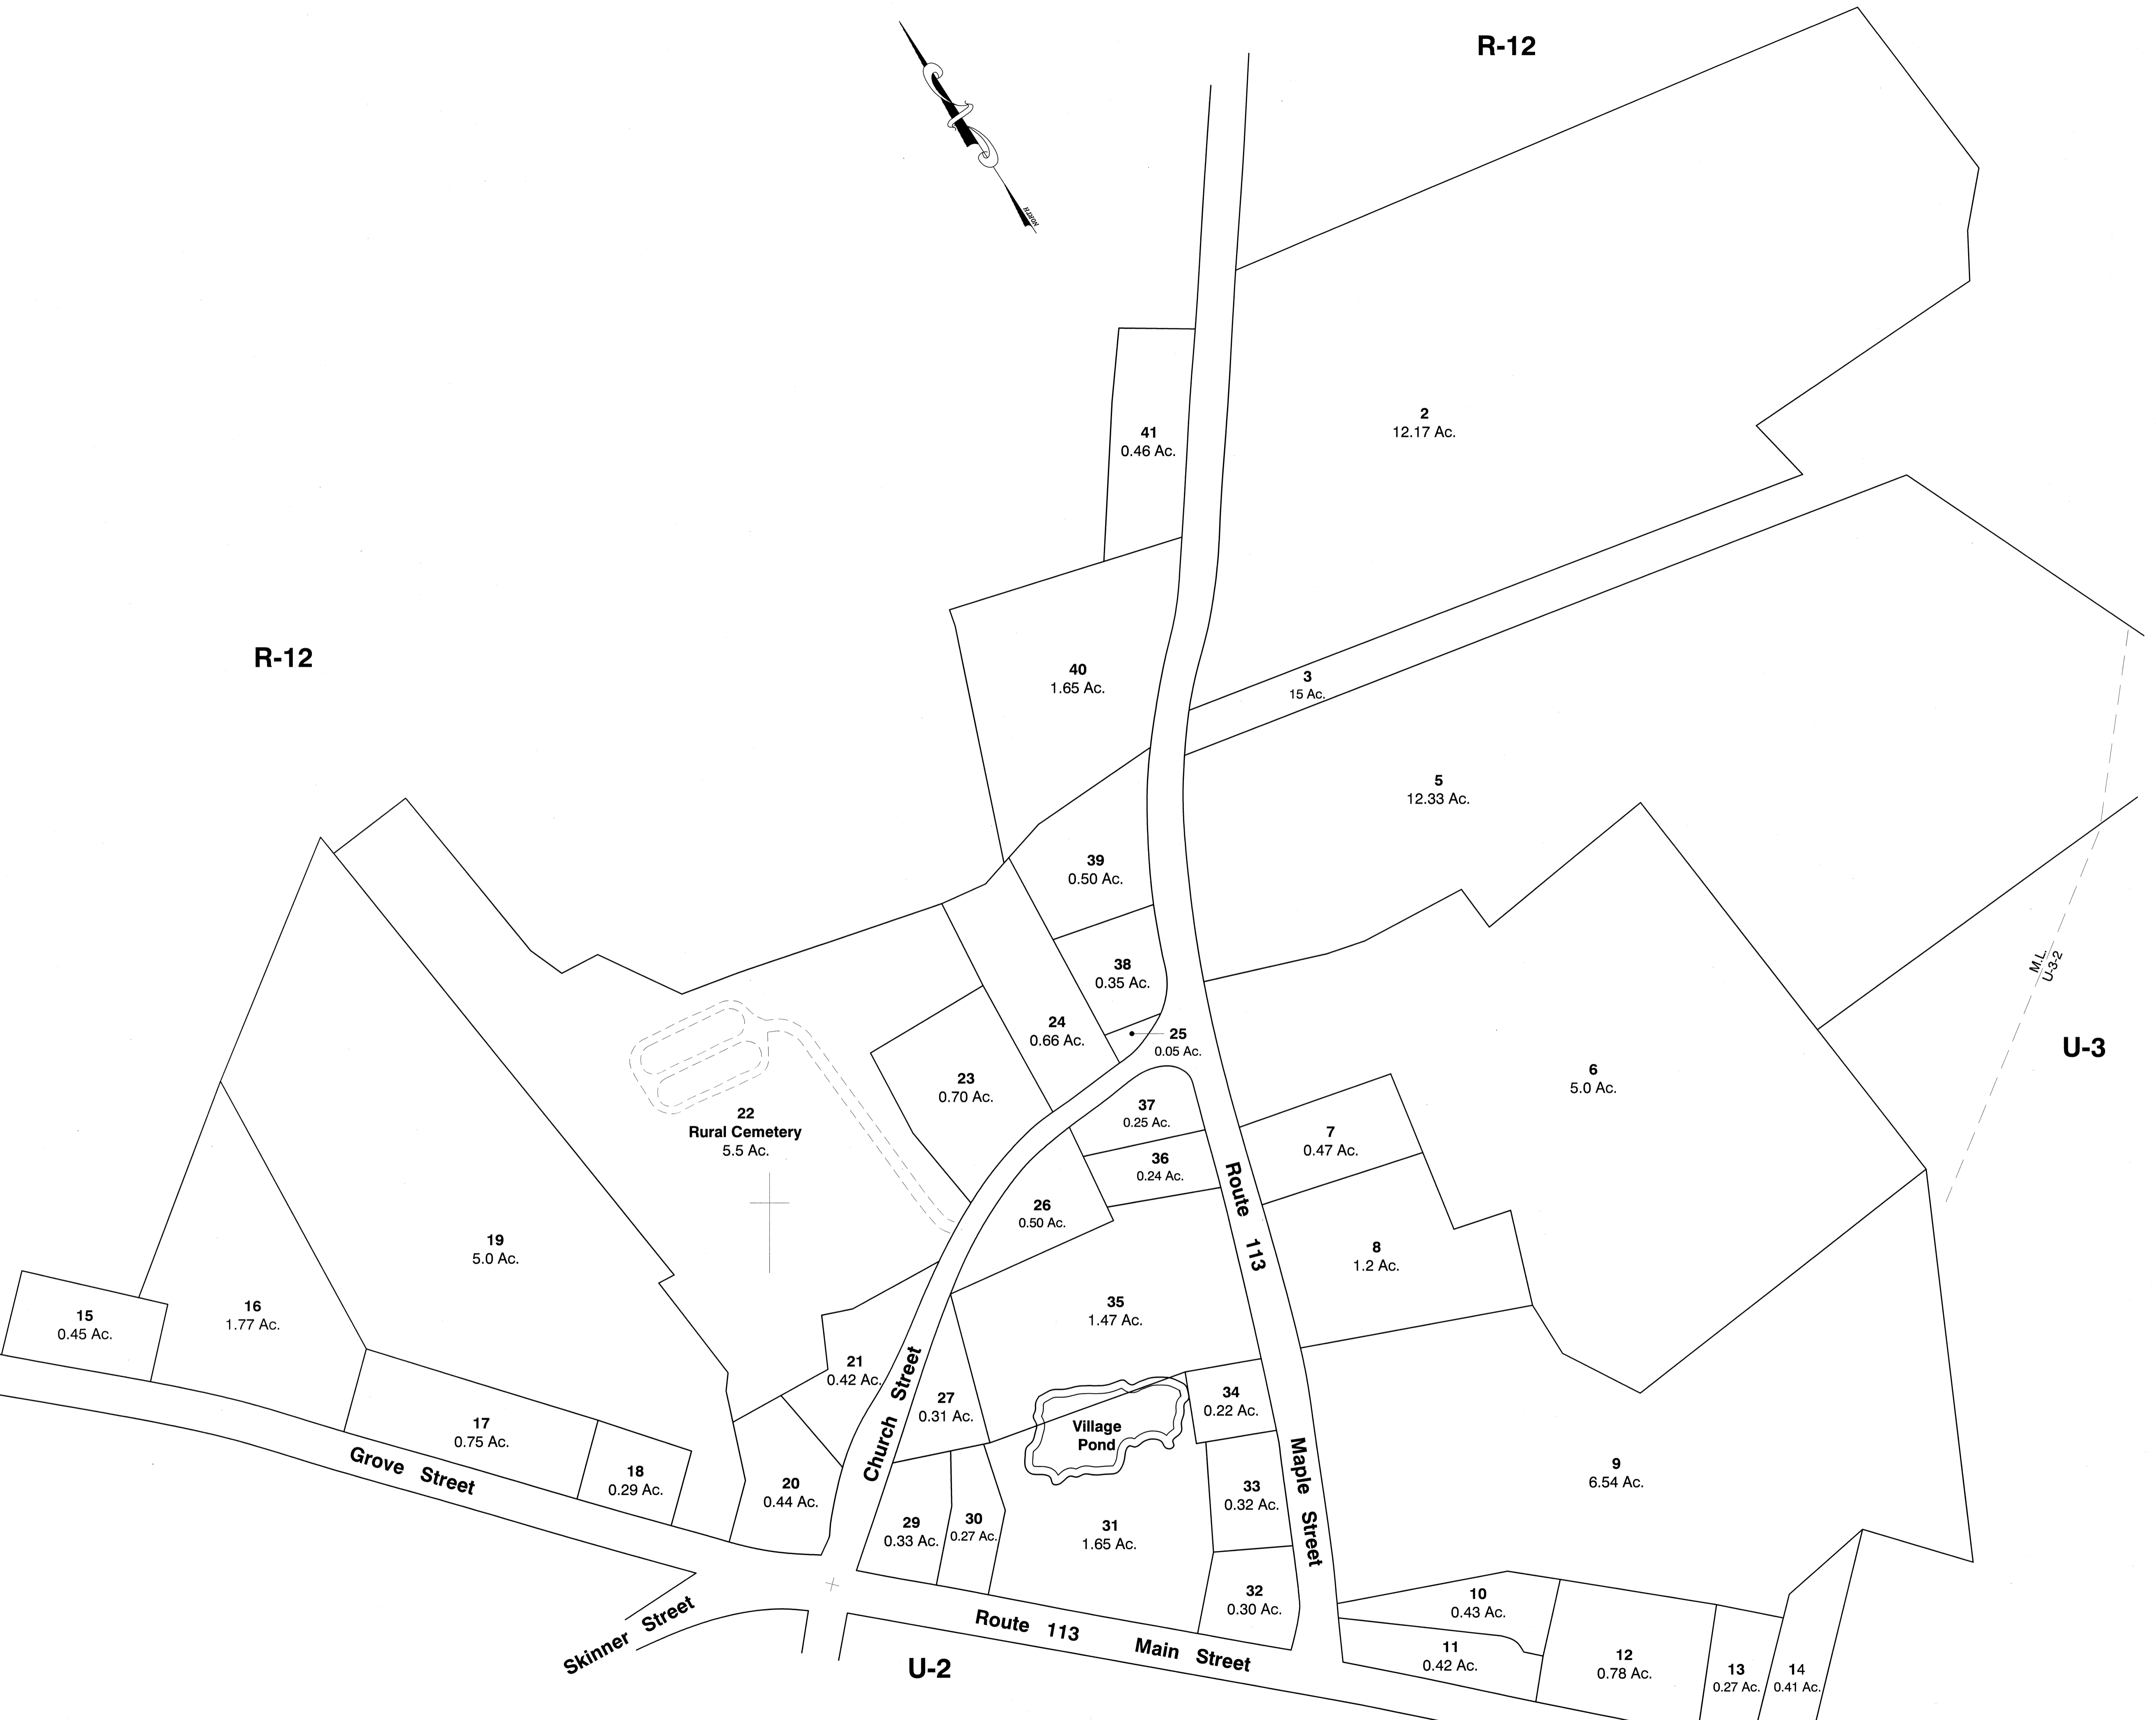 R-12
NORTH
2
12.17 Ac.
41
0.46 Ac.
R-12
40
1.65 Ac.
3
15 Ac.
5
12.33 Ac.
39
0.50 Ac.
38
0.35 Ac.
M.L.
U-3-2
24
0.66 Ac.
25
0.05 Ac.
U-3
23
0.70 Ac.
6
5.0 Ac.
22
Rural Cemetery
5.5 Ac.
37
0.25 Ac.
7
0.47 Ac.
36
0.24 Ac.
Route 113
26
0.50 Ac.
19
5.0 Ac.
8
1.2 Ac.
15
0.45 Ac.
16
1.77 Ac.
35
1.47 Ac.
21
0.42 Ac.
Church Street
27
0.31 Ac.
34
0.22 Ac.
17
0.75 Ac.
Village
Pond
Grove Street
18
0.29 Ac.
20
0.44 Ac.
Maple Street
9
6.54 Ac.
33
0.32 Ac.
29
0.33 Ac.
30
0.27 Ac.
31
1.65 Ac.
32
0.30 Ac.
10
0.43 Ac.
Skinner Street
Route 113 Main Street
U-2
11
0.42 Ac.
12
0.78 Ac.
13
0.27 Ac.
14
0.41 Ac.